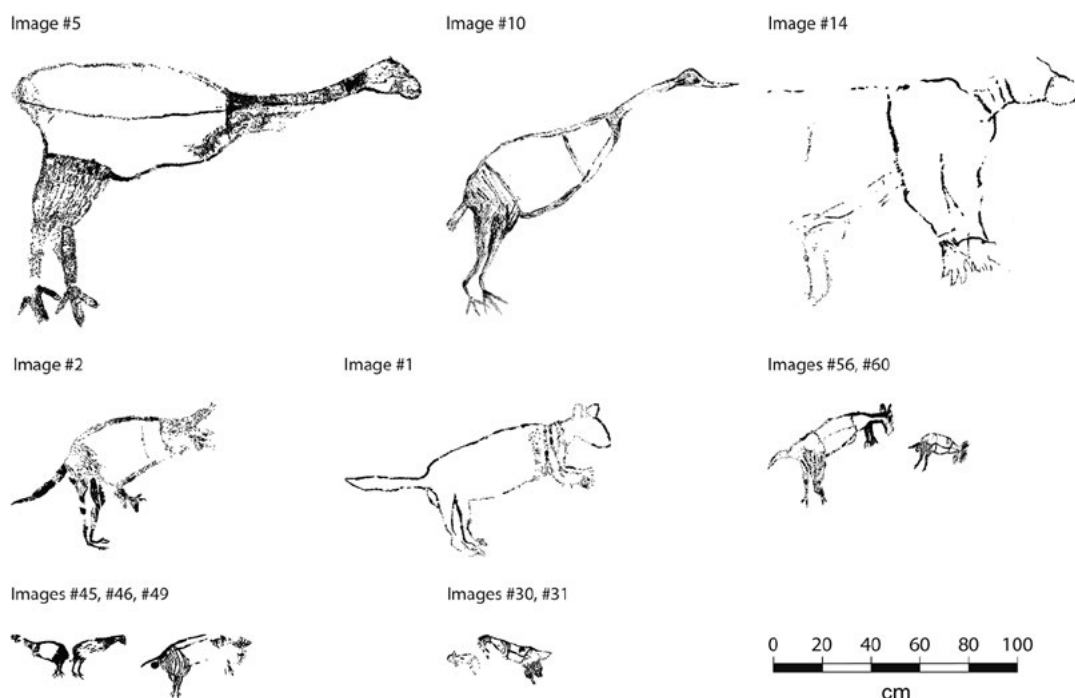 Image #5
Image #10
Image #14
Image #2
Image #1
Images #56, #60
Images #45, #46, #49
Images #30, #31
0 20 40 60 80 100
cm